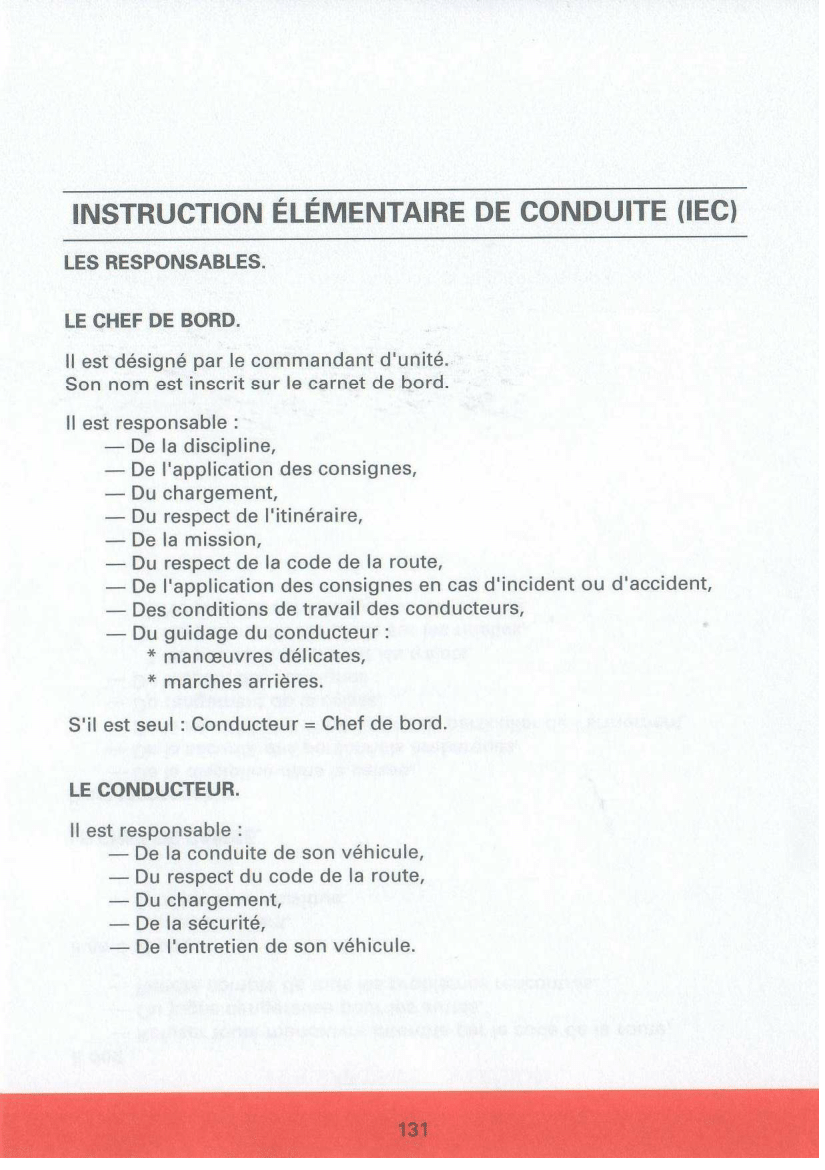 INSTRUCTION ÉLÉMENTAIRE DE CONDUITE (IEC)
LES RESPONSABLES.
LE CHEF DE BORD.
Il est désigné par le commandant d'unité.
Son nom est inscrit sur le carnet de bord.
Il est responsable :
— De la discipline,
— De l'application des consignes,
— Du chargement,
— Du respect de l'itinéraire,
— De la mission,
— Du respect de la code de la route,
— De l'application des consignes en cas d'incident ou d'accident,
— Des conditions de travail des conducteurs,
— Du guidage du conducteur :
* manœuvres délicates,
* marches arrières.
S'il est seul : Conducteur = Chef de bord.
LE CONDUCTEUR.
Il est responsable :
— De la conduite de son véhicule,
— Du respect du code de la route,
— Du chargement,
— De la sécurité,
— De l'entretien de son véhicule.
131